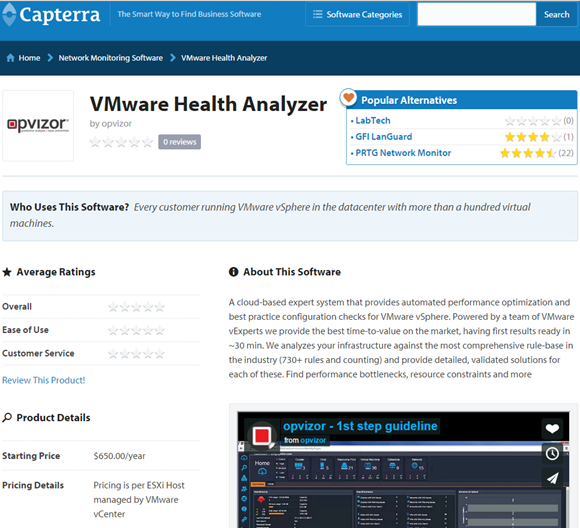 Capterra
The Smart Way to Find Business Software
Software Categories
Search
Home
Network Monitoring Software
VMware Health Analyzer
opvizor
VMware Health Analyzer
by opvizor
0 reviews
Popular Alternatives
• LabTech (0)
• GFI LanGuard (1)
• PRTG Network Monitor (22)
Who Uses This Software? Every customer running VMware vSphere in the datacenter with more than a hundred virtual
machines.
Average Ratings
Overall
Ease of Use
Customer Service
Review This Product!
Product Details
Starting Price $650.00/year
Pricing Details Pricing is per ESXi Host
managed by VMware
vCenter
About This Software
A cloud-based expert system that provides automated performance optimization and
best practice configuration checks for VMware vSphere. Powered by a team of VMware
vExperts we provide the best time-to-value on the market, having first results ready in
~30 min. We analyzes your infrastructure against the most comprehensive rule-base in
the industry (730+ rules and counting) and provide detailed, validated solutions for
each of these. Find performance bottlenecks, resource constraints and more
opvizor - 1st step guideline
from opvizor
Home